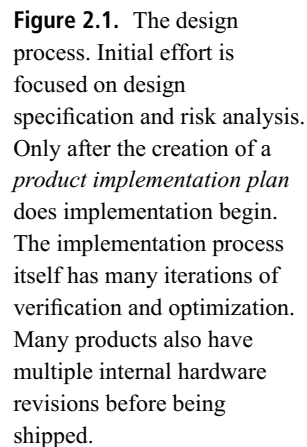 Figure 2.1. The design
process. Initial effort is
focused on design
specification and risk analysis.
Only after the creation of a
product implementation plan
does implementation begin.
The implementation process
itself has many iterations of
verification and optimization.
Many products also have
multiple internal hardware
revisions before being
shipped.